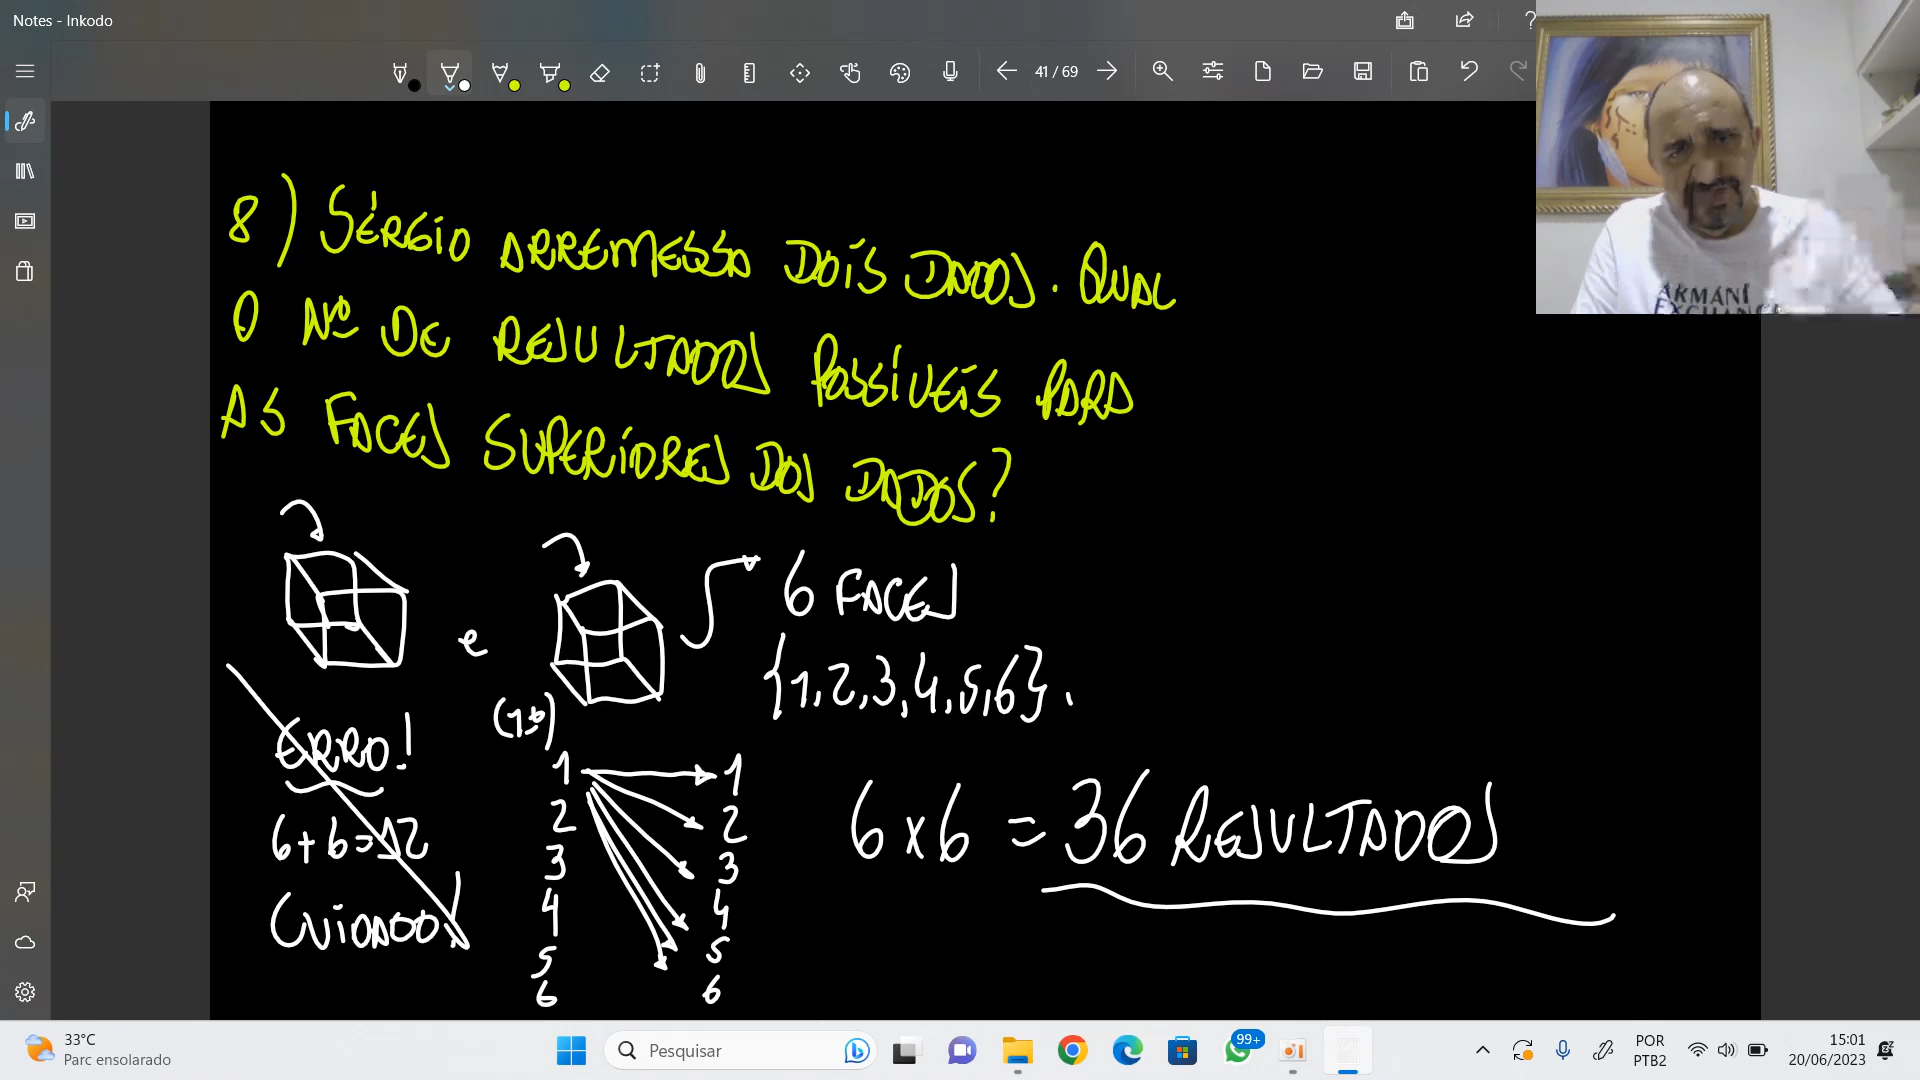 Notes - Inkodo
41 / 69
8) SÉRGIO ARREMESSA DOIS DADOS. QUAL
O Nº DE RESULTADOS POSSÍVEIS PARA
AS FACES SUPERIORES DOS DADOS?
ARMANI
EXCHANGE
e
6 FACES
{1,2,3,4,5,6}.
ERRO!
6+6=12
CUIDADO!
1 1
2 2
3 3
4 4
5 5
6 6
6 x 6 = 36 RESULTADOS
33°C
Parc ensolarado
Pesquisar
99+
POR
PTB2
15:01
20/06/2023